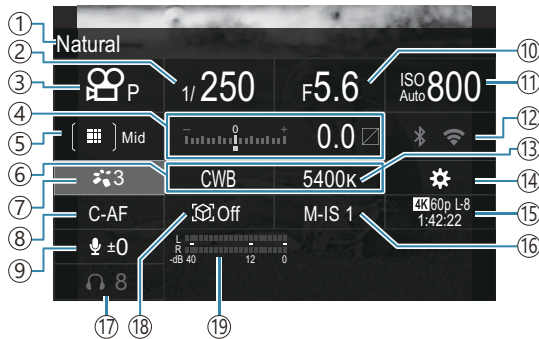 ① Natural
② ③ P 1/250 F5.6 ⑩ ISO Auto 800 ⑪
④ ⑤ Mid − 0 + 0.0 ⑫
⑥ ⑦ 3 CWB 5400K ⑬ ⑭
⑧ C-AF Off M-IS 1 4K 60p L-8 ⑮
1:42:22
⑨ ±0 L ⑯
R
-dB 40 12 0
8
⑰ ⑱ ⑲